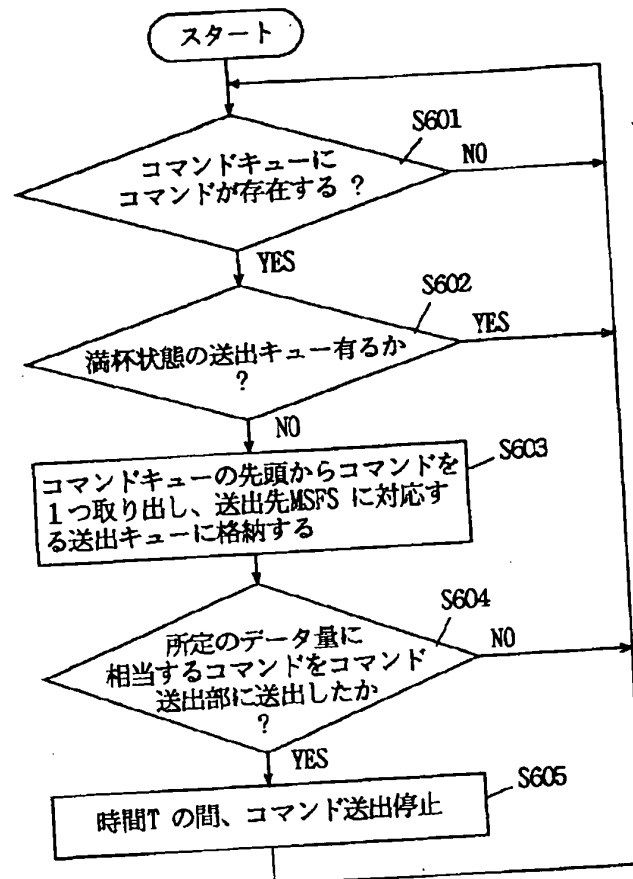 スタート
S601
コマンドキューに
コマンドが存在する ?
NO
YES
S602
満杯状態の送出キュー有るか
?
YES
NO
S603
コマンドキューの先頭からコマンドを
1つ取り出し、送出先MSFS に対応す
る送出キューに格納する
S604
所定のデータ量に
相当するコマンドをコマンド
送出部に送出したか
?
NO
YES
S605
時間T の間、コマンド送出停止